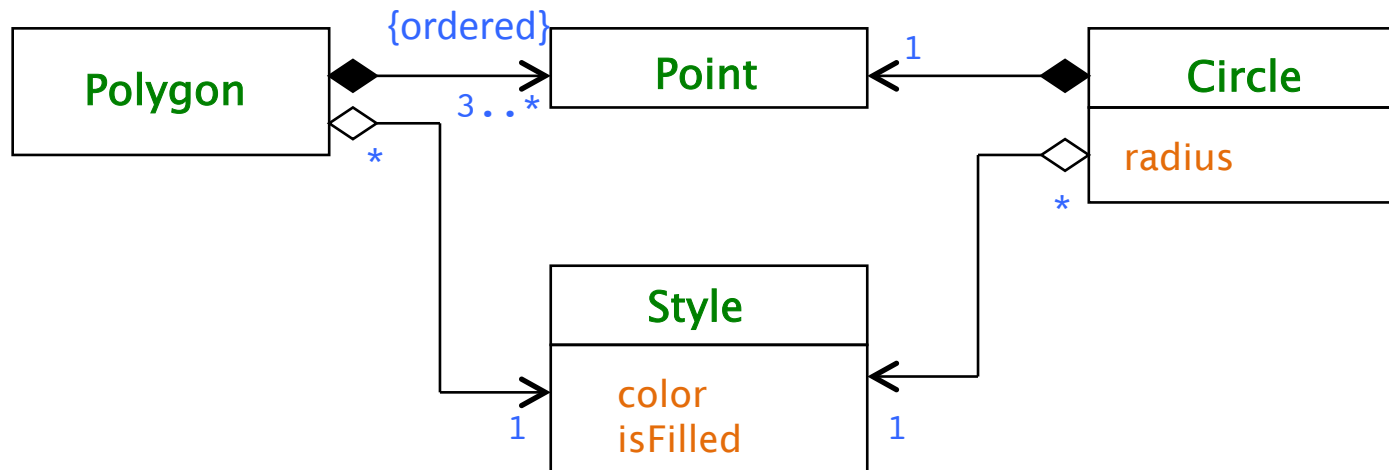 {ordered}
Polygon
Point
1
Circle
3..*
*
radius
*
Style
color
isFilled
1
1